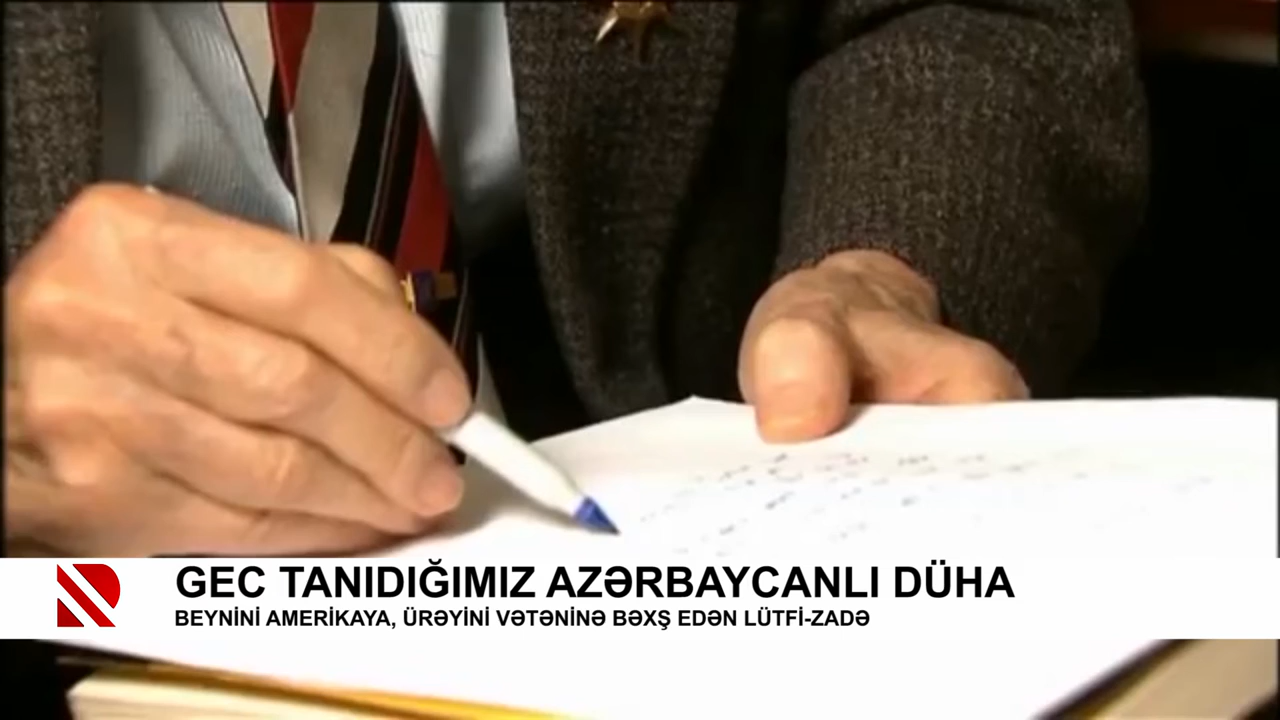 GEC TANIDIĞIMIZ AZƏRBAYCANLI DÜHA
BEYNİNİ AMERİKAYA, ÜRƏYİNİ VƏTƏNİNƏ BƏXŞ EDƏN LÜTFİ-ZADƏ